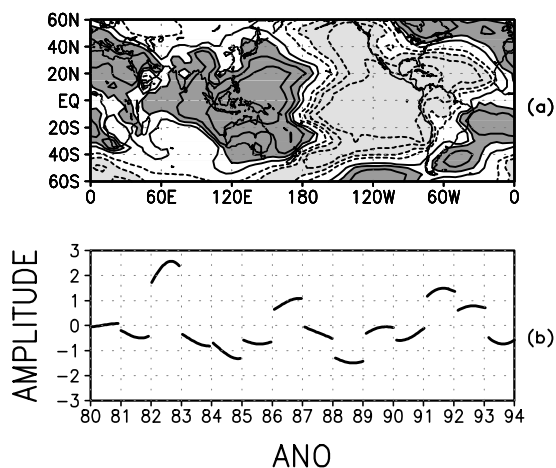 60N
40N
20N
EQ
20S
40S
60S
0 60E 120E 180 120W 60W 0
(a)
3
2
1
0
-1
-2
-3
AMPLITUDE
80 81 82 83 84 85 86 87 88 89 90 91 92 93 94
(b)
ANO